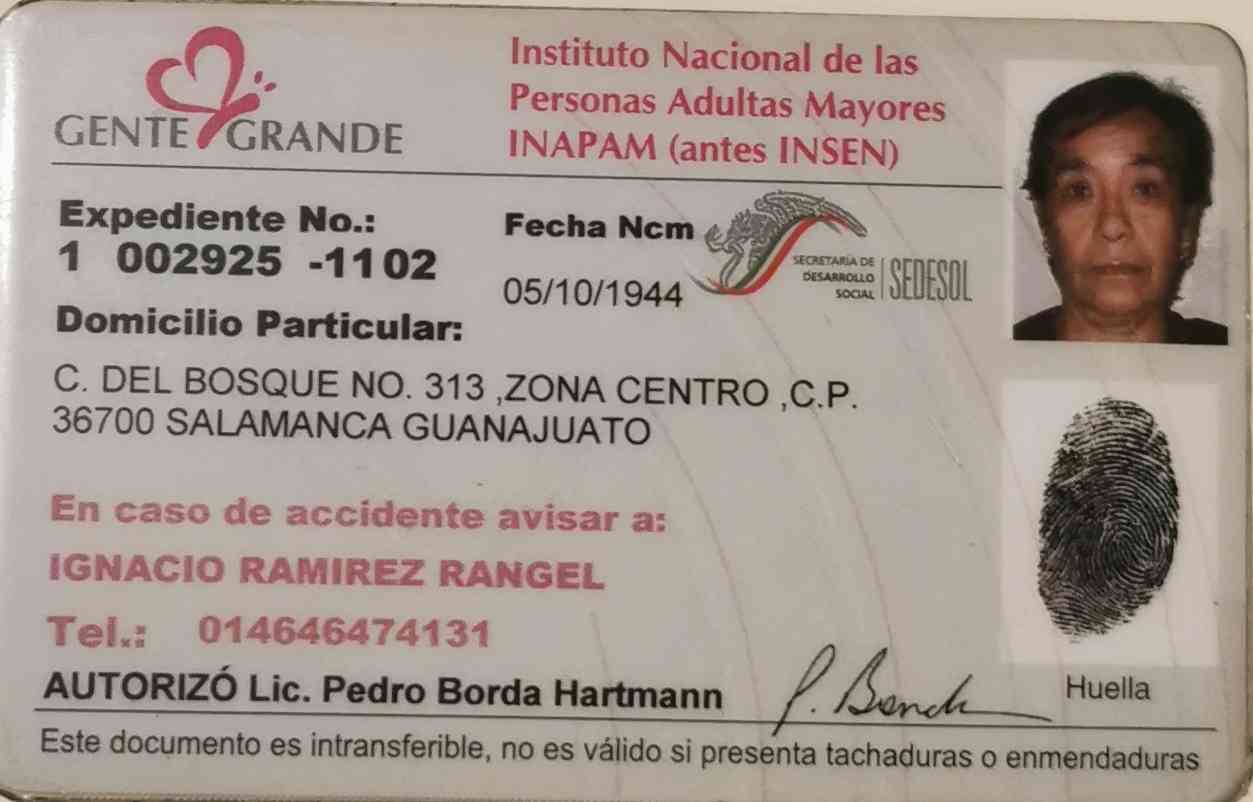 GENTE GRANDE
Instituto Nacional de las
Personas Adultas Mayores
INAPAM (antes INSEN)
Expediente No.:
1 002925 -1102
Fecha Ncm
05/10/1944
SECRETARÍA DE
DESARROLLO
SOCIAL
SEDESOL
Domicilio Particular:
C. DEL BOSQUE NO. 313 ,ZONA CENTRO ,C.P.
36700 SALAMANCA GUANAJUATO
En caso de accidente avisar a:
IGNACIO RAMIREZ RANGEL
Tel.: 014646474131
AUTORIZÓ Lic. Pedro Borda Hartmann
Huella
Este documento es intransferible, no es válido si presenta tachaduras o enmendaduras